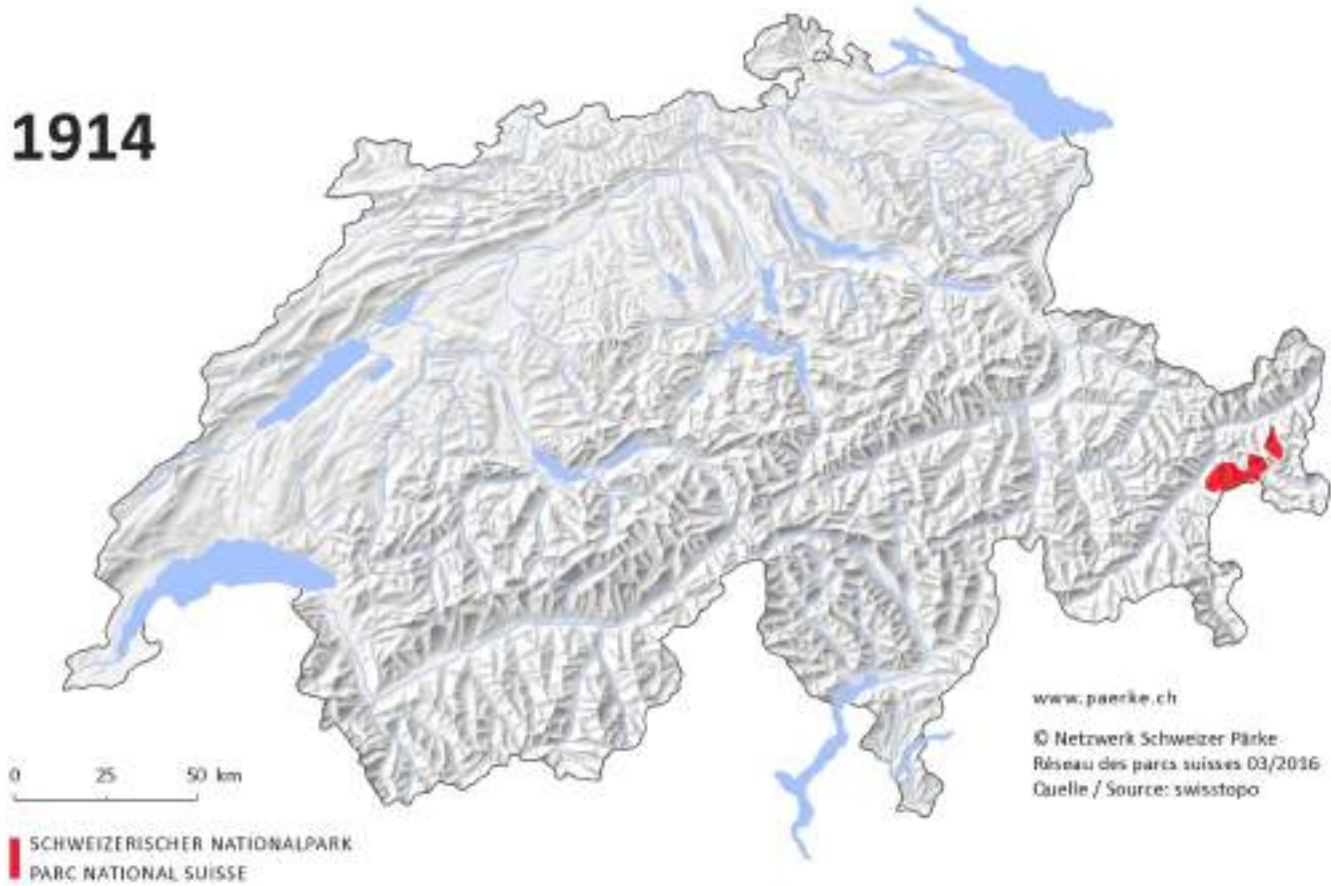 1914
www.paerke.ch
© Netzwerk Schweizer Pärke
Réseau des parcs suisses 03/2016
Quelle / Source: swisstopo
0 25 50 km
SCHWEIZERISCHER NATIONALPARK
PARC NATIONAL SUISSE